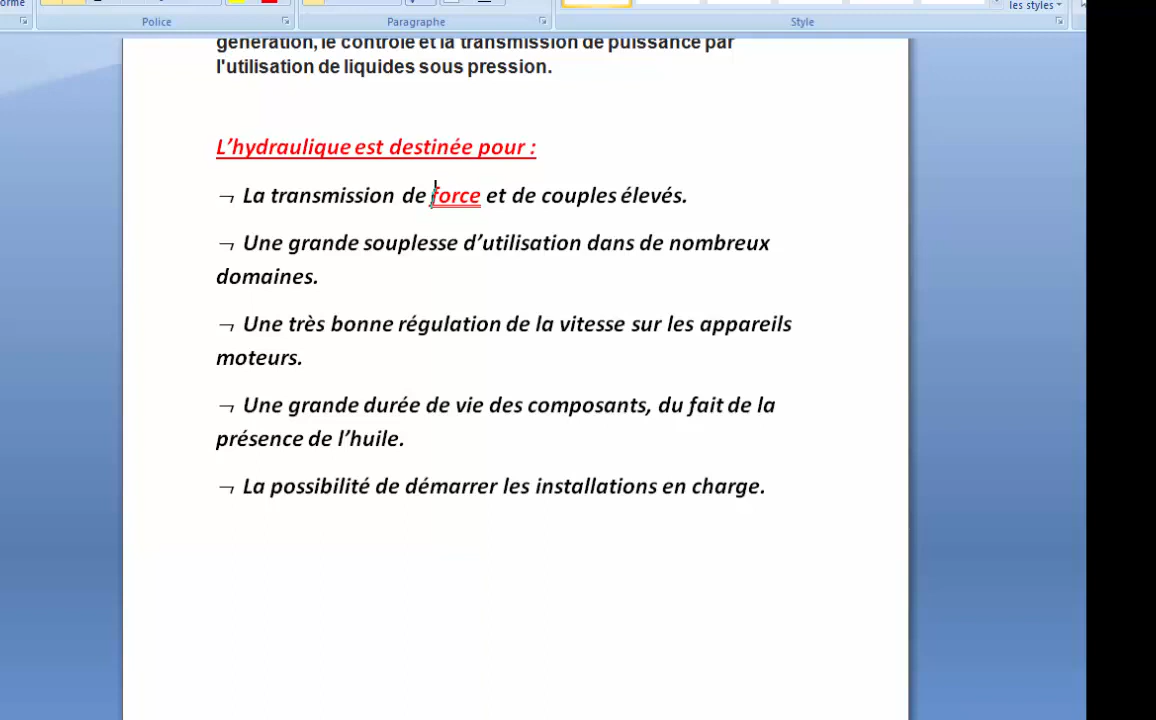 les styles
Police
Paragraphe
Style
génération, le contrôle et la transmission de puissance par
l'utilisation de liquides sous pression.
L’hydraulique est destinée pour :
¬ La transmission de force et de couples élevés.
¬ Une grande souplesse d’utilisation dans de nombreux
domaines.
¬ Une très bonne régulation de la vitesse sur les appareils
moteurs.
¬ Une grande durée de vie des composants, du fait de la
présence de l’huile.
¬ La possibilité de démarrer les installations en charge.